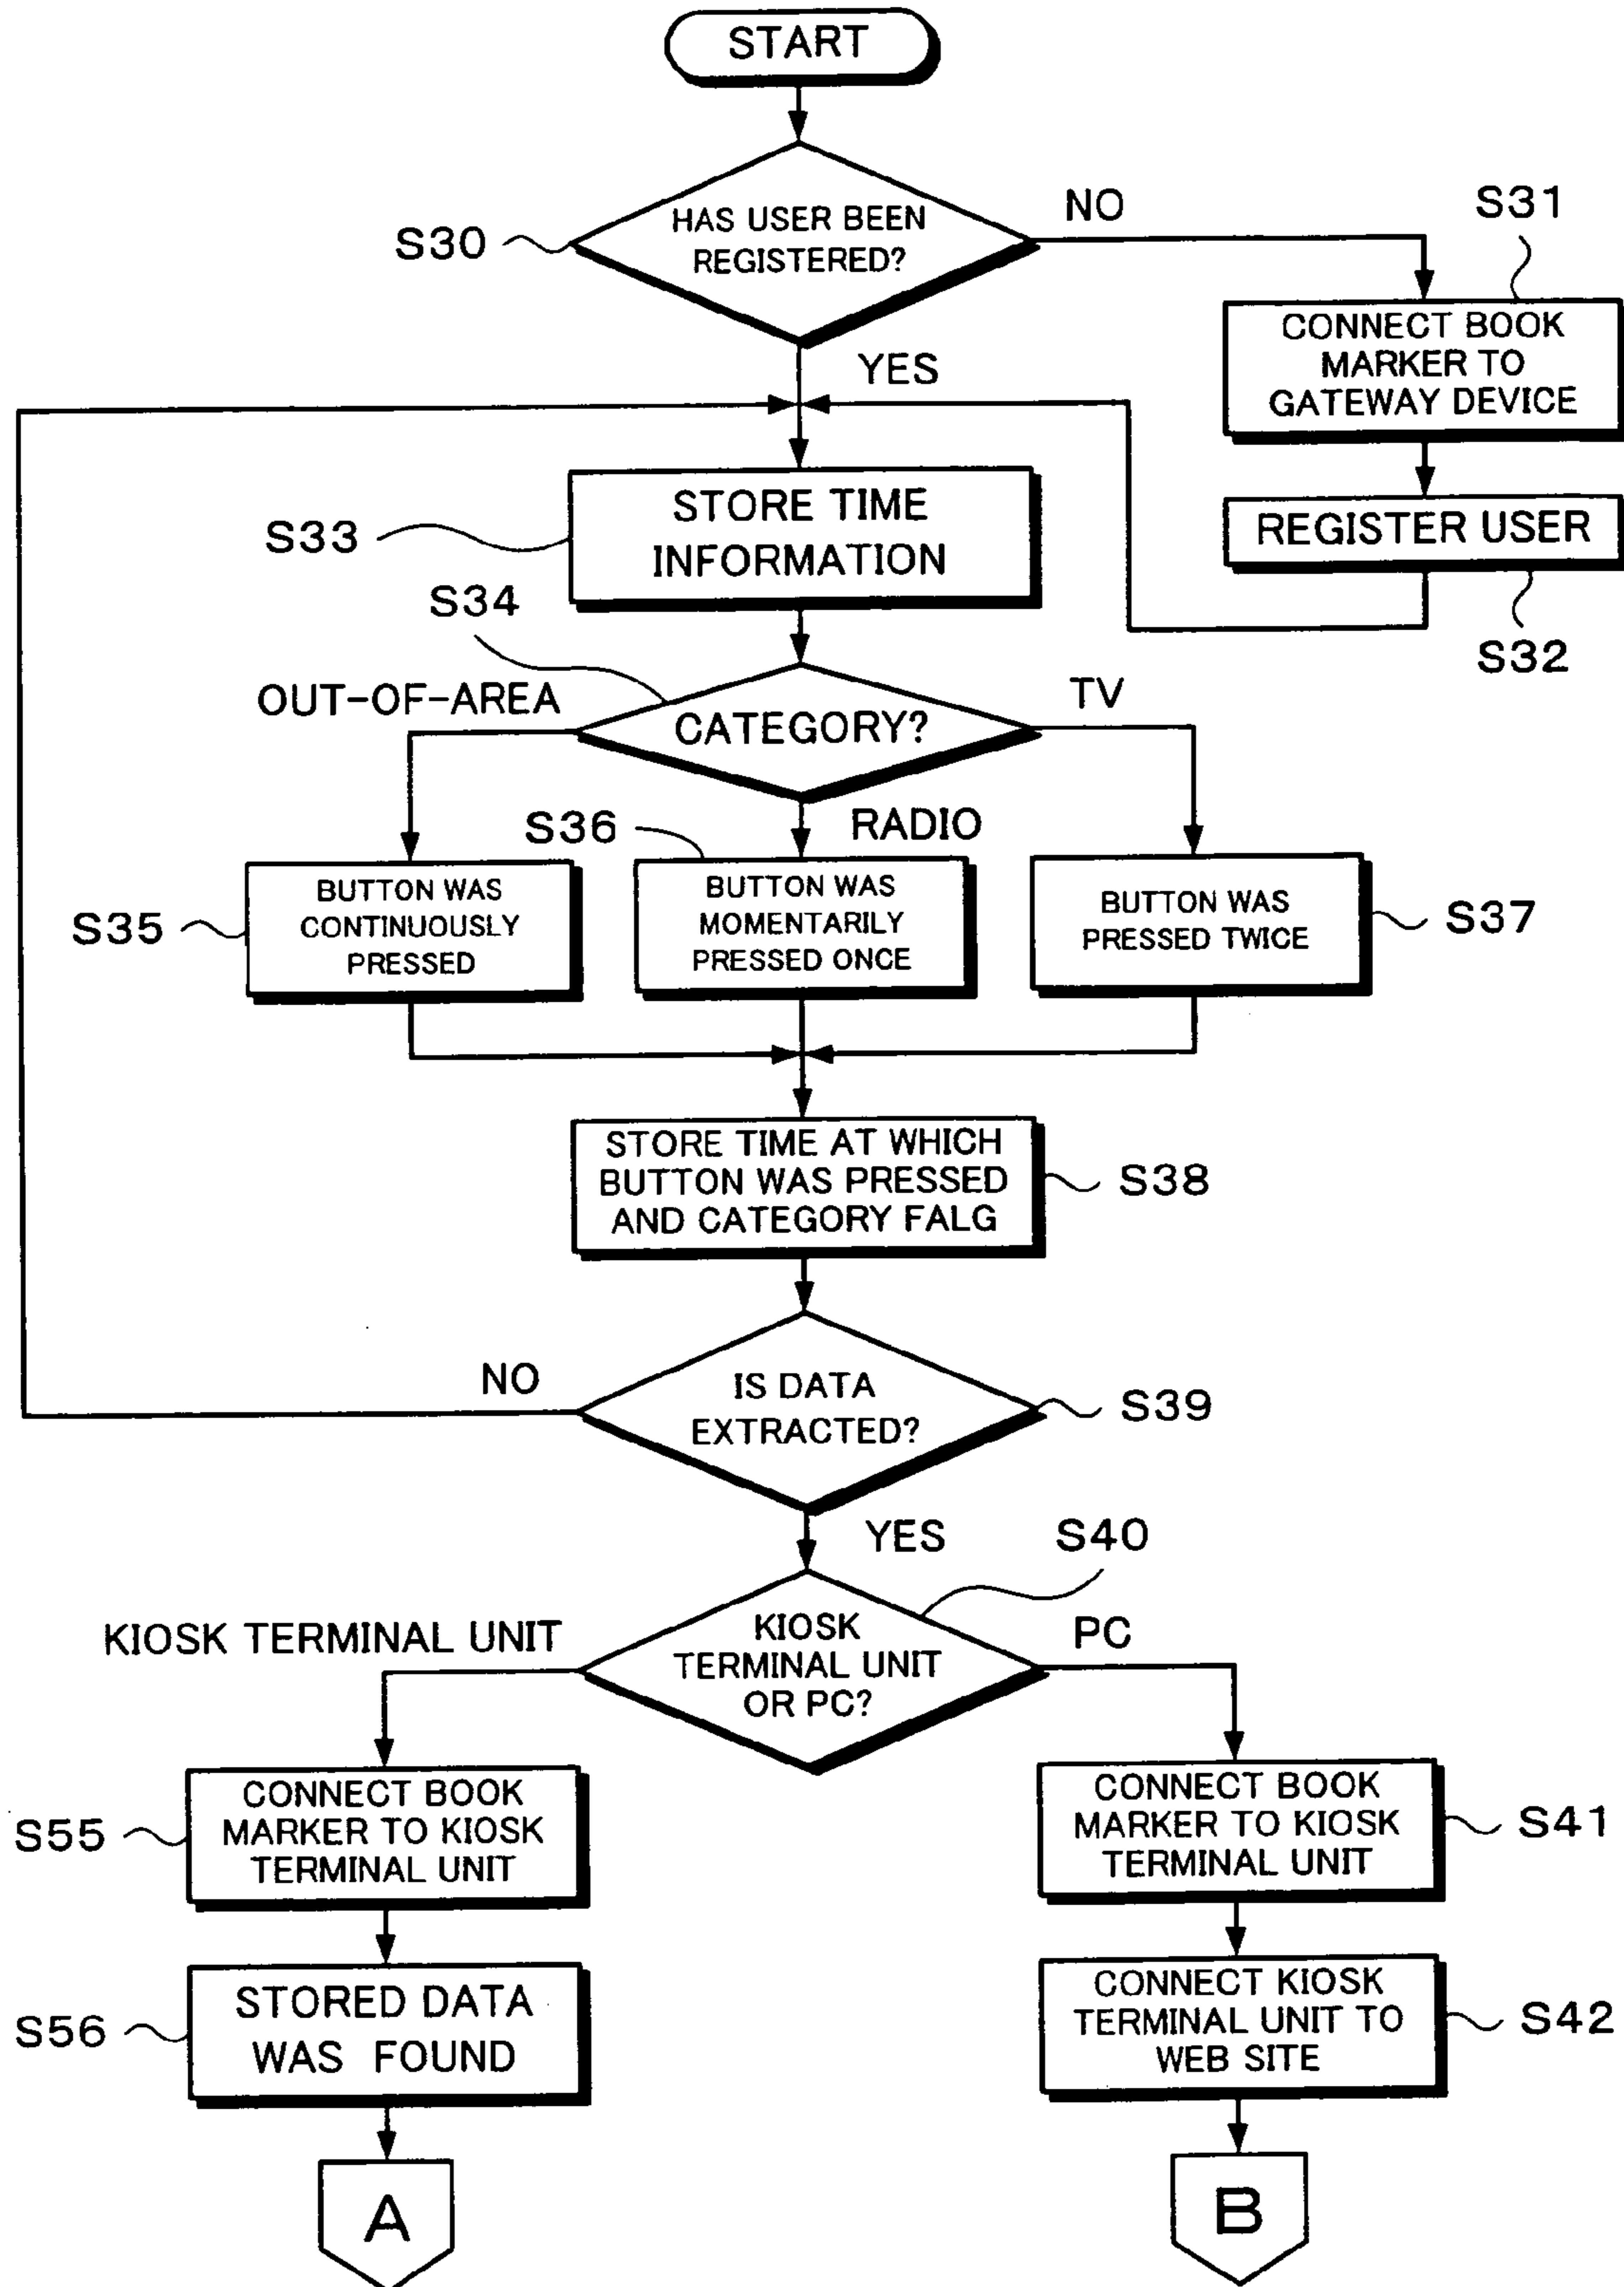 START
HAS USER BEEN
REGISTERED?
S30
NO
S31
CONNECT BOOK
MARKER TO
GATEWAY DEVICE
YES
REGISTER USER
S32
STORE TIME
INFORMATION
S33
S34
CATEGORY?
OUT-OF-AREA
TV
RADIO
S36
BUTTON WAS
CONTINUOUSLY
PRESSED
S35
BUTTON WAS
MOMENTARILY
PRESSED ONCE
BUTTON WAS
PRESSED TWICE
S37
STORE TIME AT WHICH
BUTTON WAS PRESSED
AND CATEGORY FALG
S38
NO
IS DATA
EXTRACTED?
S39
YES
S40
KIOSK TERMINAL UNIT
KIOSK
TERMINAL UNIT
OR PC?
PC
S55
CONNECT BOOK
MARKER TO KIOSK
TERMINAL UNIT
CONNECT BOOK
MARKER TO KIOSK
TERMINAL UNIT
S41
S56
STORED DATA
WAS FOUND
CONNECT KIOSK
TERMINAL UNIT TO
WEB SITE
S42
A
B